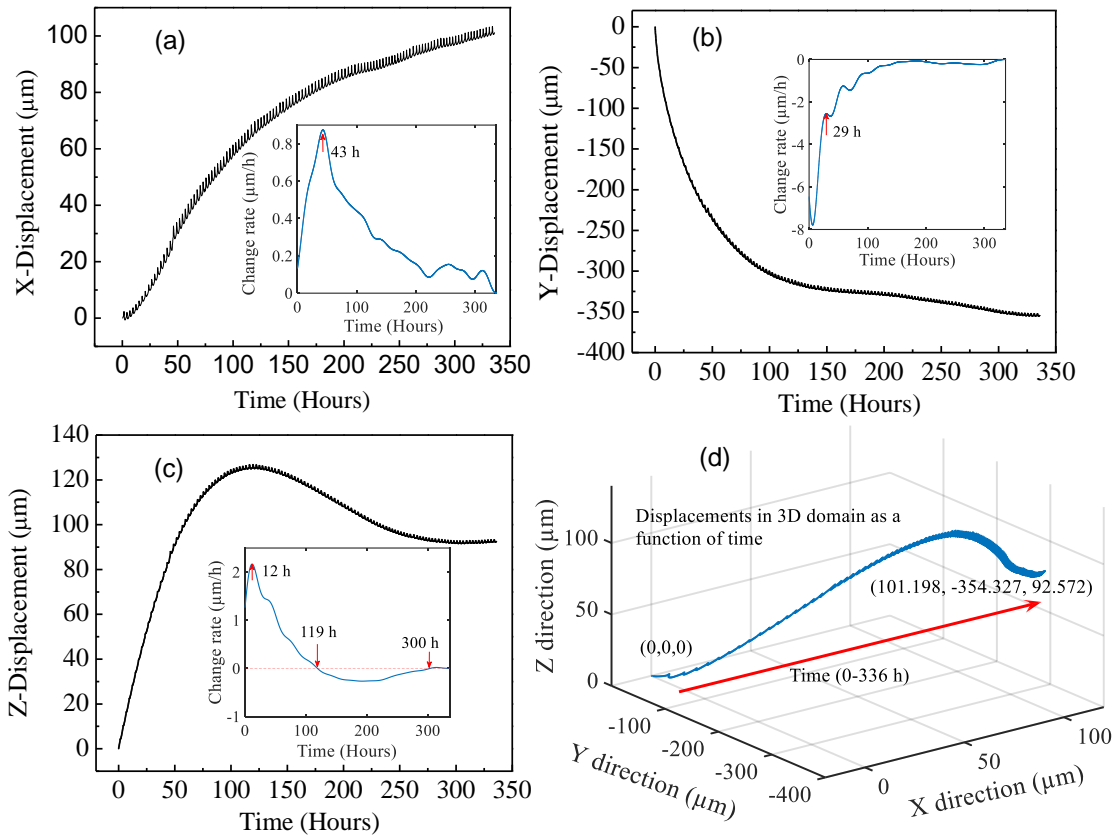 (a)
X-Displacement (μm)
100
80
60
40
20
0
0 50 100 150 200 250 300 350
Time (Hours)
43 h
Change rate (μm/h)
0.8
0.6
0.4
0.2
0
0 100 200 300
Time (Hours)
(b)
Y-Displacement (μm)
0
-50
-100
-150
-200
-250
-300
-350
-400
0 50 100 150 200 250 300 350
Time (Hours)
29 h
Change rate (μm/h)
0
-2
-4
-6
-8
0 100 200 300
Time (Hours)
(c)
Z-Displacement (μm)
140
120
100
80
60
40
20
0
0 50 100 150 200 250 300 350
Time (Hours)
12 h
119 h
300 h
Change rate (μm/h)
2
1
0
-1
0 100 200 300
Time (Hours)
(d)
Displacements in 3D domain as a
function of time
(101.198, -354.327, 92.572)
(0,0,0)
Time (0-336 h)
Z direction (μm)
100
50
0
-100
-200
-300
-400
Y direction (μm)
0
50
100
X direction (μm)